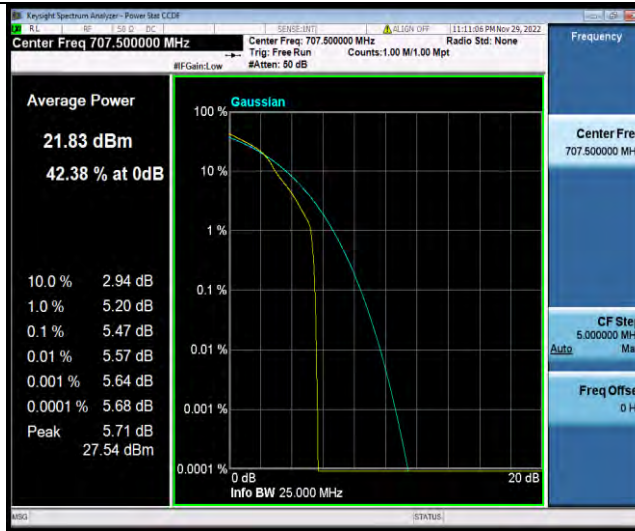 Keysight Spectrum Analyzer - Power Stat CCDF
RL RF 50 Ω DC SENSE:INT ALIGN OFF 11:11:06 PM Nov 29, 2022
Center Freq 707.500000 MHz
Center Freq: 707.500000 MHz Radio Std: None
Trig: Free Run Counts:1.00 M/1.00 Mpt
#IFGain:Low #Atten: 50 dB
Frequency
Average Power
21.83 dBm
42.38 % at 0dB
10.0 % 2.94 dB
1.0 % 5.20 dB
0.1 % 5.47 dB
0.01 % 5.57 dB
0.001 % 5.64 dB
0.0001 % 5.68 dB
Peak 5.71 dB
27.54 dBm
Gaussian
100 %
10 %
1 %
0.1 %
0.01 %
0.001 %
0.0001 %
0 dB 20 dB
Info BW 25.000 MHz
Center Fre
707.500000 MH
CF Ste
5.000000 MH
Auto Ma
Freq Offse
0 H
MSG STATUS